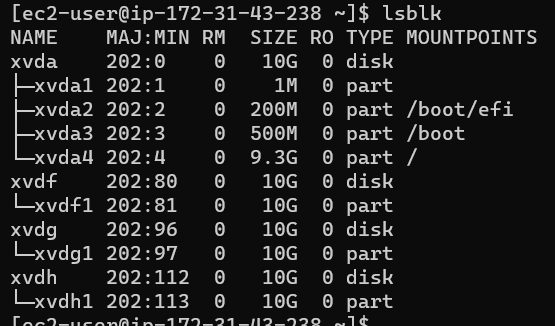 [ec2-user@ip-172-31-43-238 ~]$ lsblk
NAME    MAJ:MIN RM  SIZE RO TYPE MOUNTPOINTS
xvda    202:0    0   10G  0 disk
├─xvda1 202:1    0    1M  0 part
├─xvda2 202:2    0  200M  0 part /boot/efi
├─xvda3 202:3    0  500M  0 part /boot
└─xvda4 202:4    0  9.3G  0 part /
xvdf    202:80   0   10G  0 disk
└─xvdf1 202:81   0   10G  0 part
xvdg    202:96   0   10G  0 disk
└─xvdg1 202:97   0   10G  0 part
xvdh    202:112  0   10G  0 disk
└─xvdh1 202:113  0   10G  0 part
[ec2-user@ip-172-31-43-238 ~]$